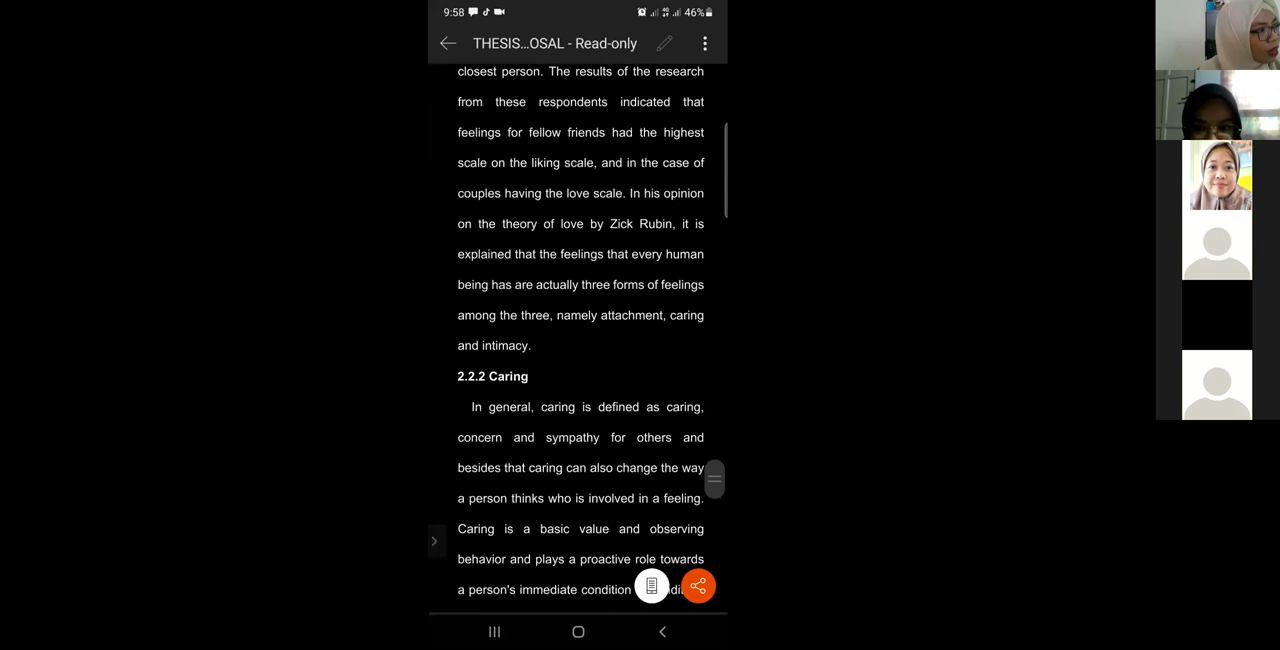 9:58
4G
46%
THESIS...OSAL - Read-only
closest person. The results of the research
from these respondents indicated that
feelings for fellow friends had the highest
scale on the liking scale, and in the case of
couples having the love scale. In his opinion
on the theory of love by Zick Rubin, it is
explained that the feelings that every human
being has are actually three forms of feelings
among the three, namely attachment, caring
and intimacy.
2.2.2 Caring
In general, caring is defined as caring,
concern and sympathy for others and
besides that caring can also change the way
a person thinks who is involved in a feeling.
Caring is a basic value and observing
behavior and plays a proactive role towards
a person's immediate condition